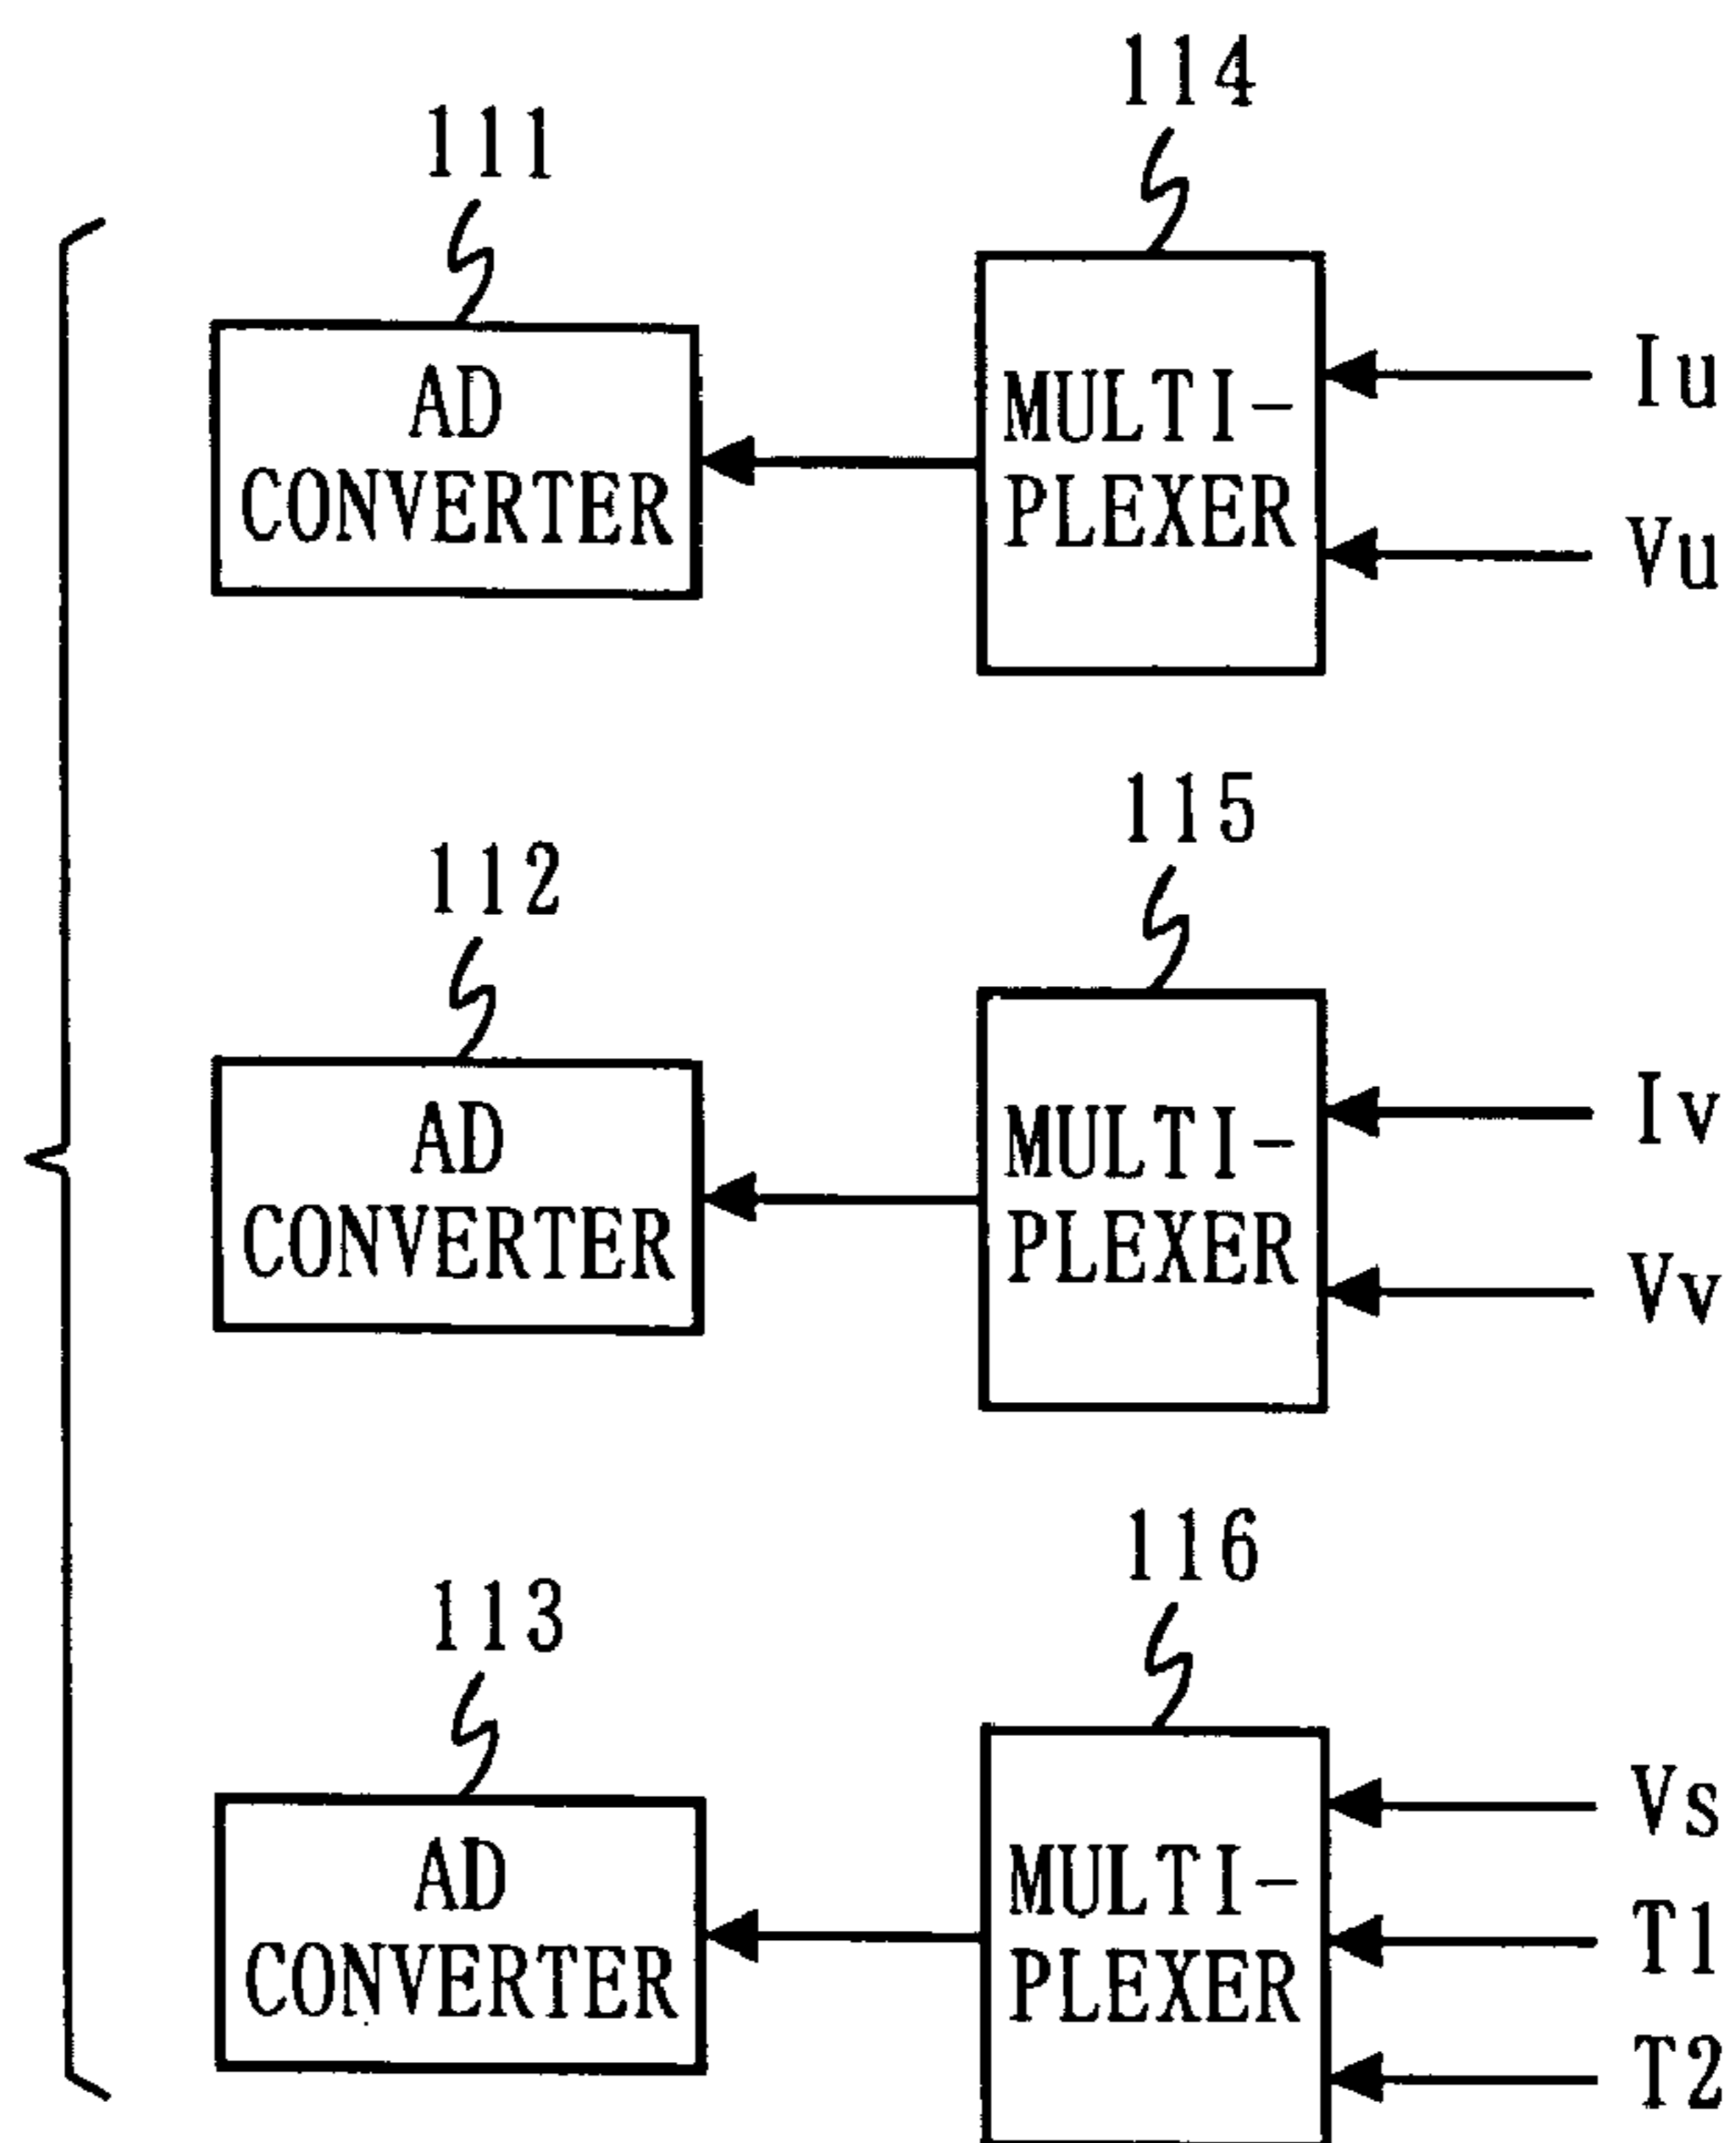 114
111
AD
CONVERTER
MULTI-
PLEXER
Iu
Vu
115
112
AD
CONVERTER
MULTI-
PLEXER
Iv
Vv
116
113
AD
CONVERTER
MULTI-
PLEXER
Vs
T1
T2